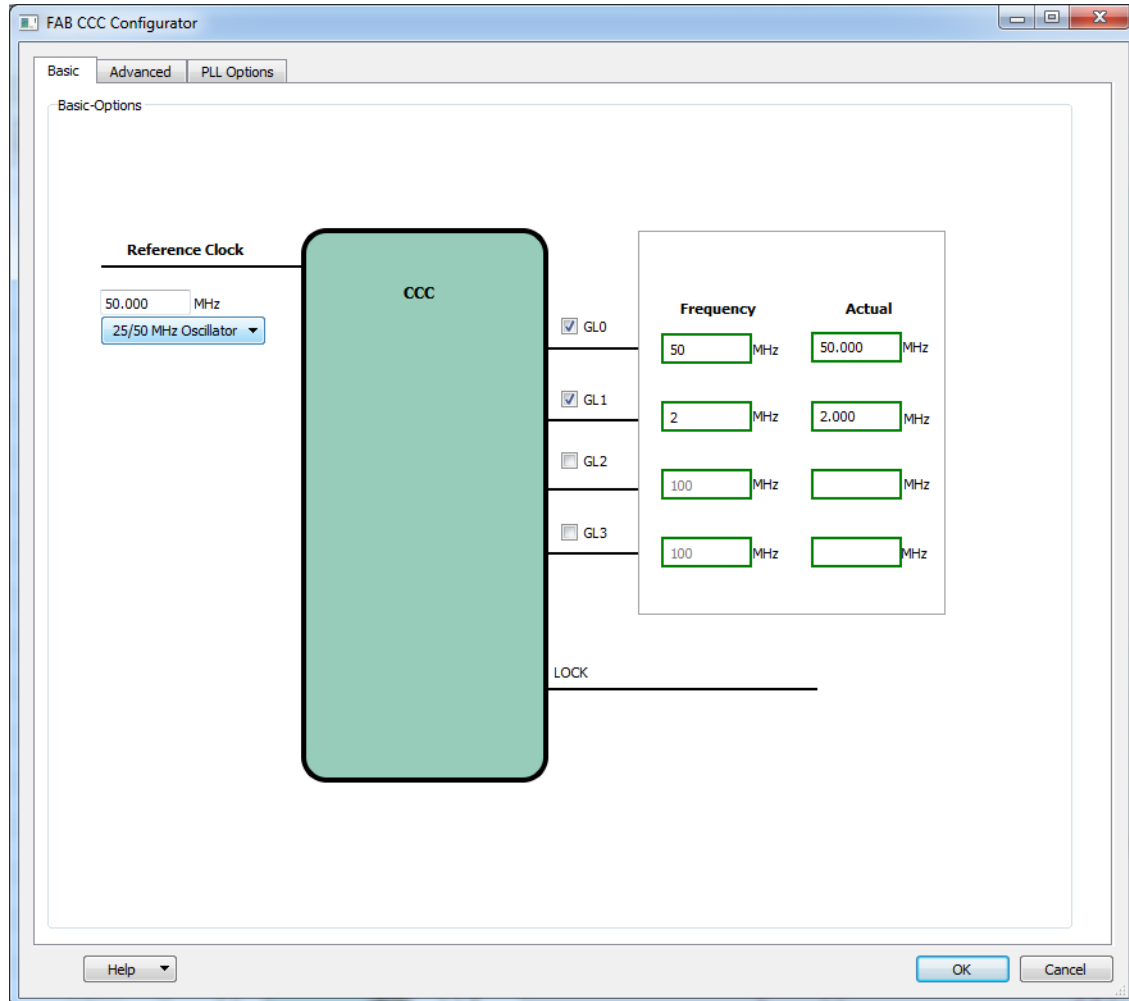 FAB CCC Configurator
Basic Advanced PLL Options
Basic-Options
Reference Clock
50.000 MHz
25/50 MHz Oscillator
CCC
Frequency Actual
GL0
50 MHz 50.000 MHz
GL1
2 MHz 2.000 MHz
GL2
100 MHz MHz
GL3
100 MHz MHz
LOCK
Help OK Cancel